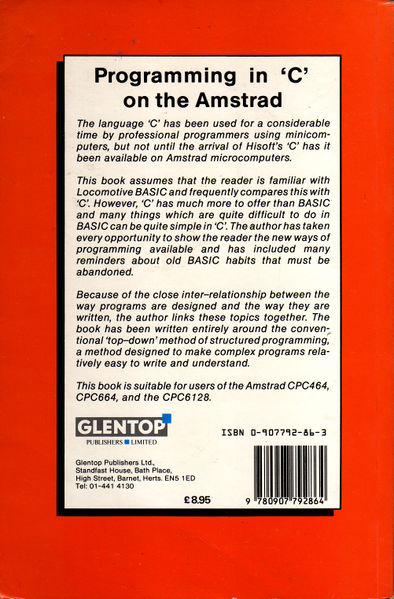 Programming in ‘C’
on the Amstrad
The language ‘C’ has been used for a considerable
time by professional programmers using minicom-
puters, but not until the arrival of Hisoft's ‘C’ has it
been available on Amstrad microcomputers.
This book assumes that the reader is familiar with
Locomotive BASIC and frequently compares this with
‘C’. However, ‘C’ has much more to offer than BASIC
and many things which are quite difficult to do in
BASIC can be quite simple in ‘C’. The author has taken
every opportunity to show the reader the new ways of
programming available and has included many
reminders about old BASIC habits that must be
abandoned.
Because of the close inter–relationship between the
way programs are designed and the way they are
written, the author links these topics together. The
book has been written entirely around the conven-
tional ‘top–down’ method of structured programming,
a method designed to make complex programs rela-
tively easy to write and understand.
This book is suitable for users of the Amstrad CPC464,
CPC664, and the CPC6128.
GLENTOP
PUBLISHERS LIMITED
ISBN 0-907792-86-3
Glentop Publishers Ltd.,
Standfast House, Bath Place,
High Street, Barnet, Herts. EN5 1ED
Tel: 01-441 4130
£8.95
9 780907 792864